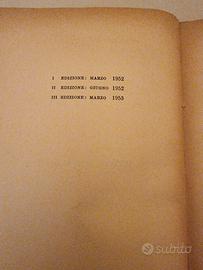 I EDIZIONE: MARZO 1952
II EDIZIONE: GIUGNO 1952
III EDIZIONE: MARZO 1953
subito